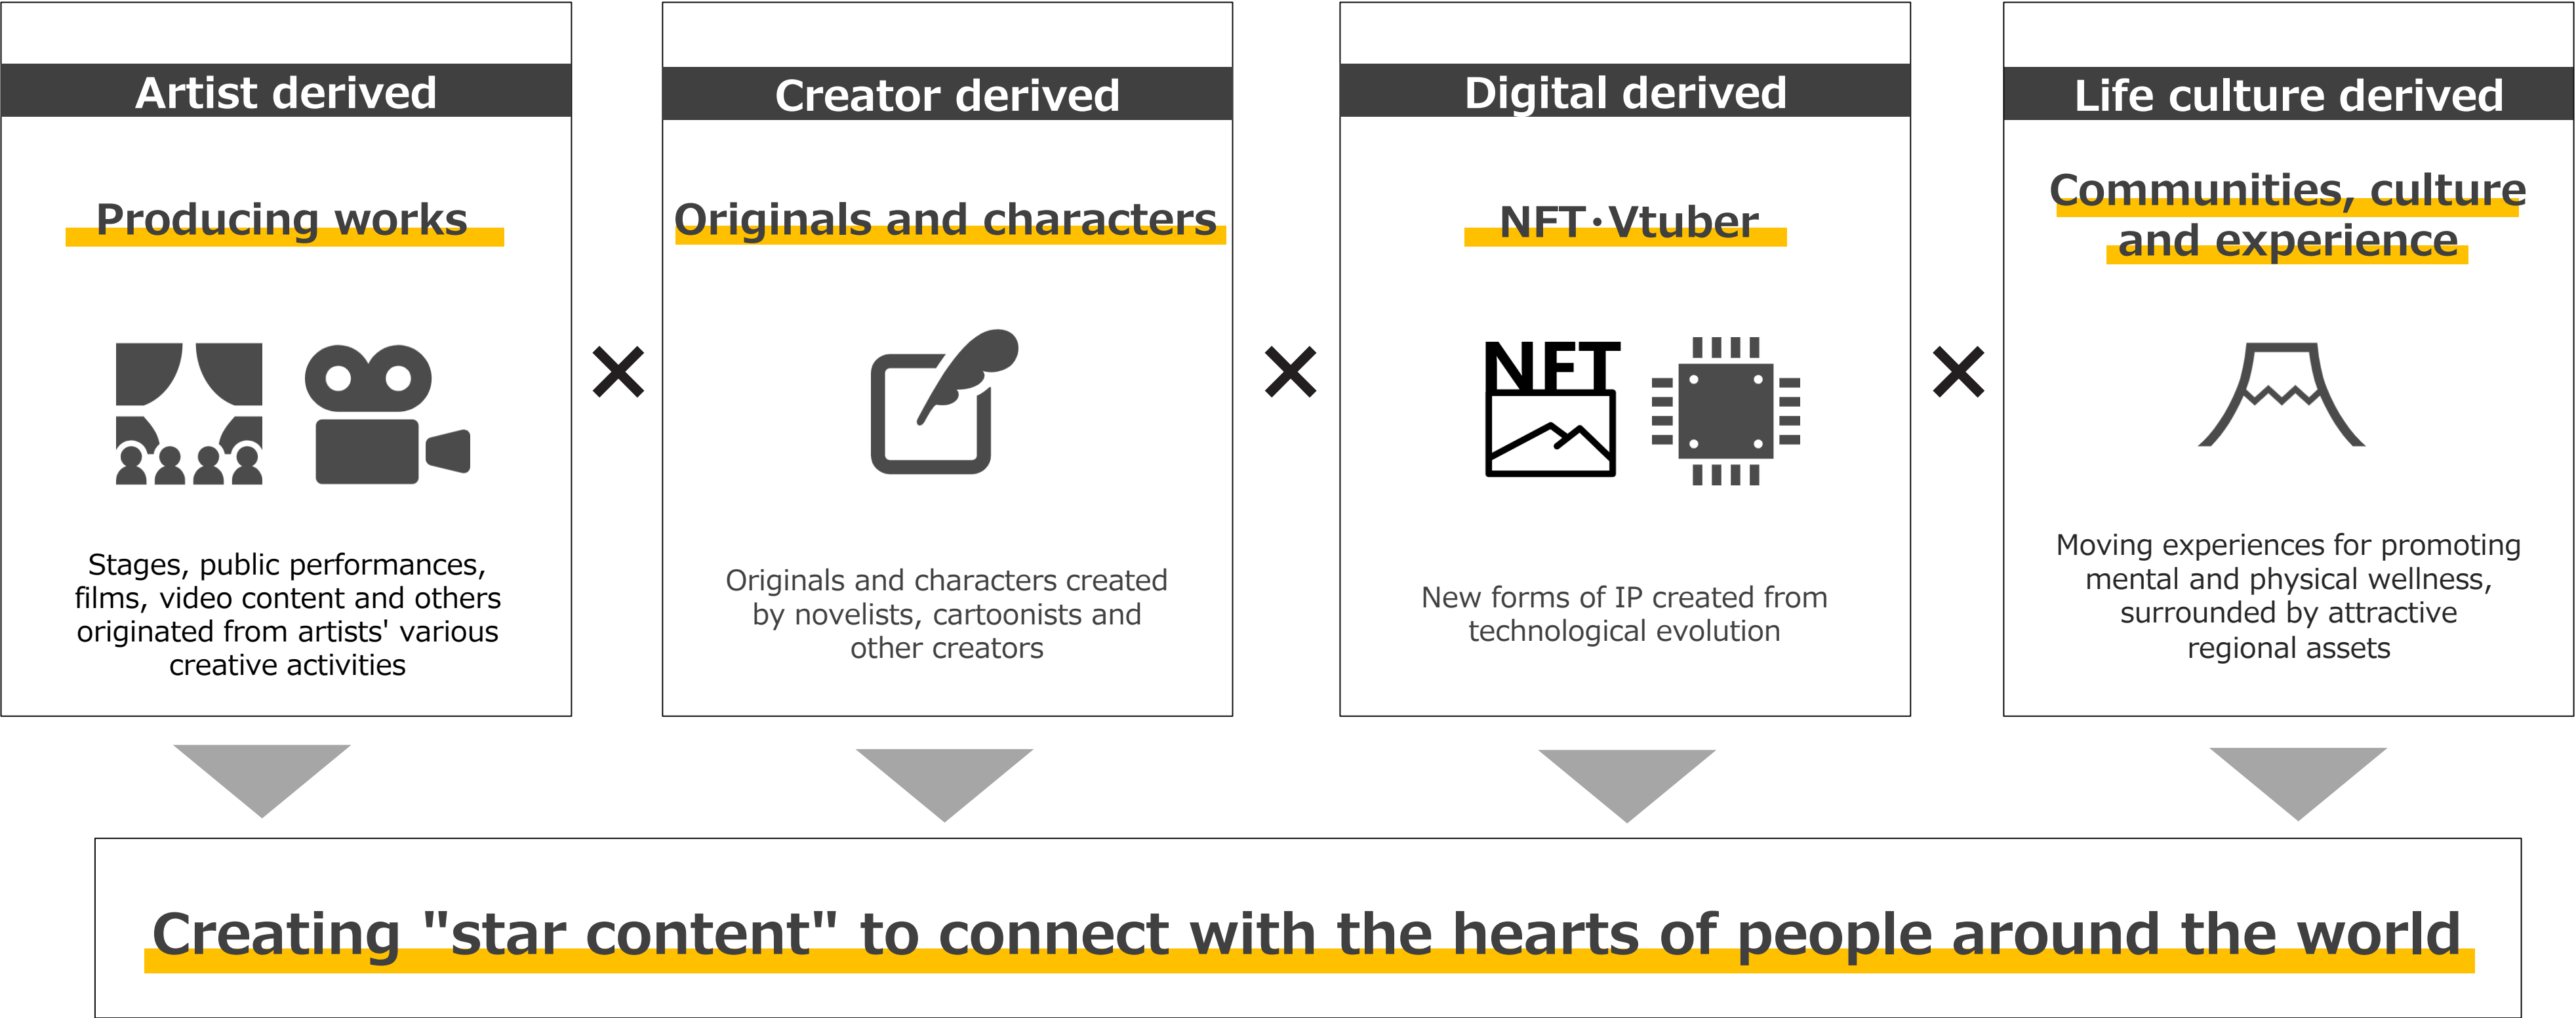 Artist derived
Producing works
Stages, public performances,
films, video content and others
originated from artists' various
creative activities
×
Creator derived
Originals and characters
Originals and characters created
by novelists, cartoonists and
other creators
×
Digital derived
NFT・Vtuber
NFT
New forms of IP created from
technological evolution
×
Life culture derived
Communities, culture
and experience
Moving experiences for promoting
mental and physical wellness,
surrounded by attractive
regional assets
Creating "star content" to connect with the hearts of people around the world